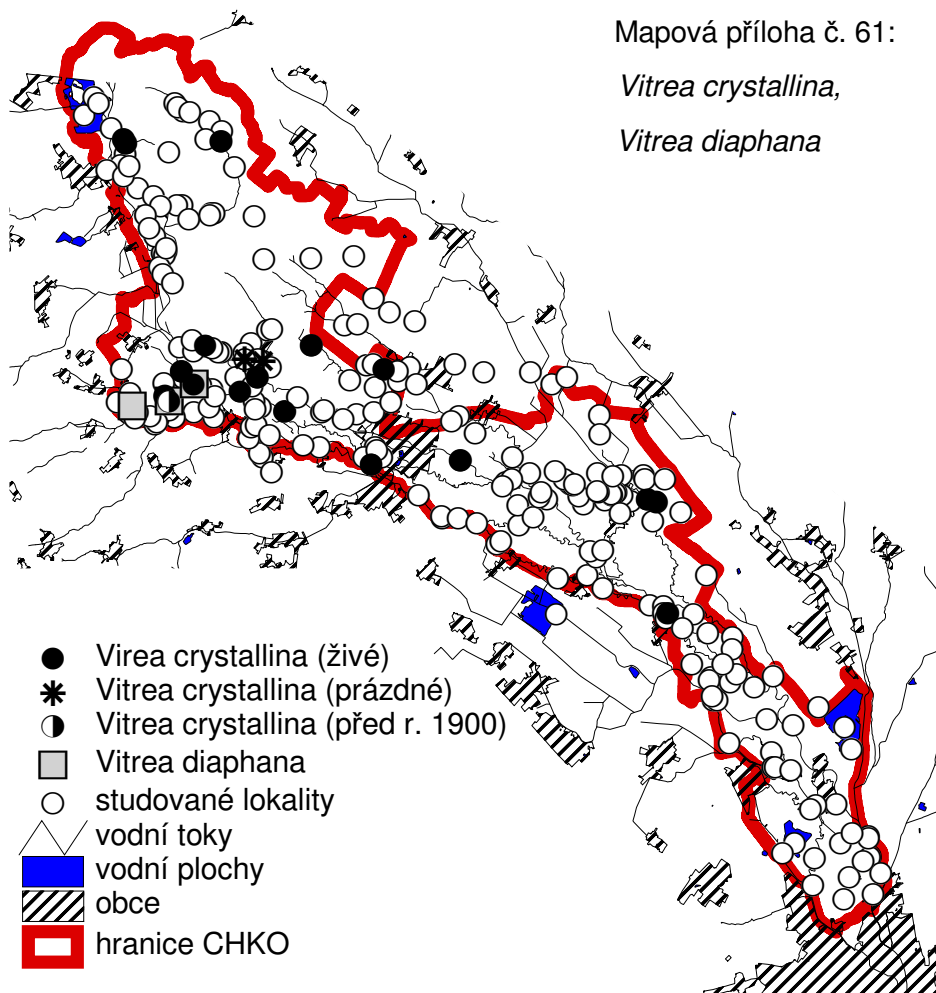 Mapová příloha č. 61:
Vitrea crystallina,
Vitrea diaphana
Virea crystallina (živé)
Vitrea crystallina (prázdné)
Vitrea crystallina (před r. 1900)
Vitrea diaphana
studované lokality
vodní toky
vodní plochy
obce
hranice CHKO